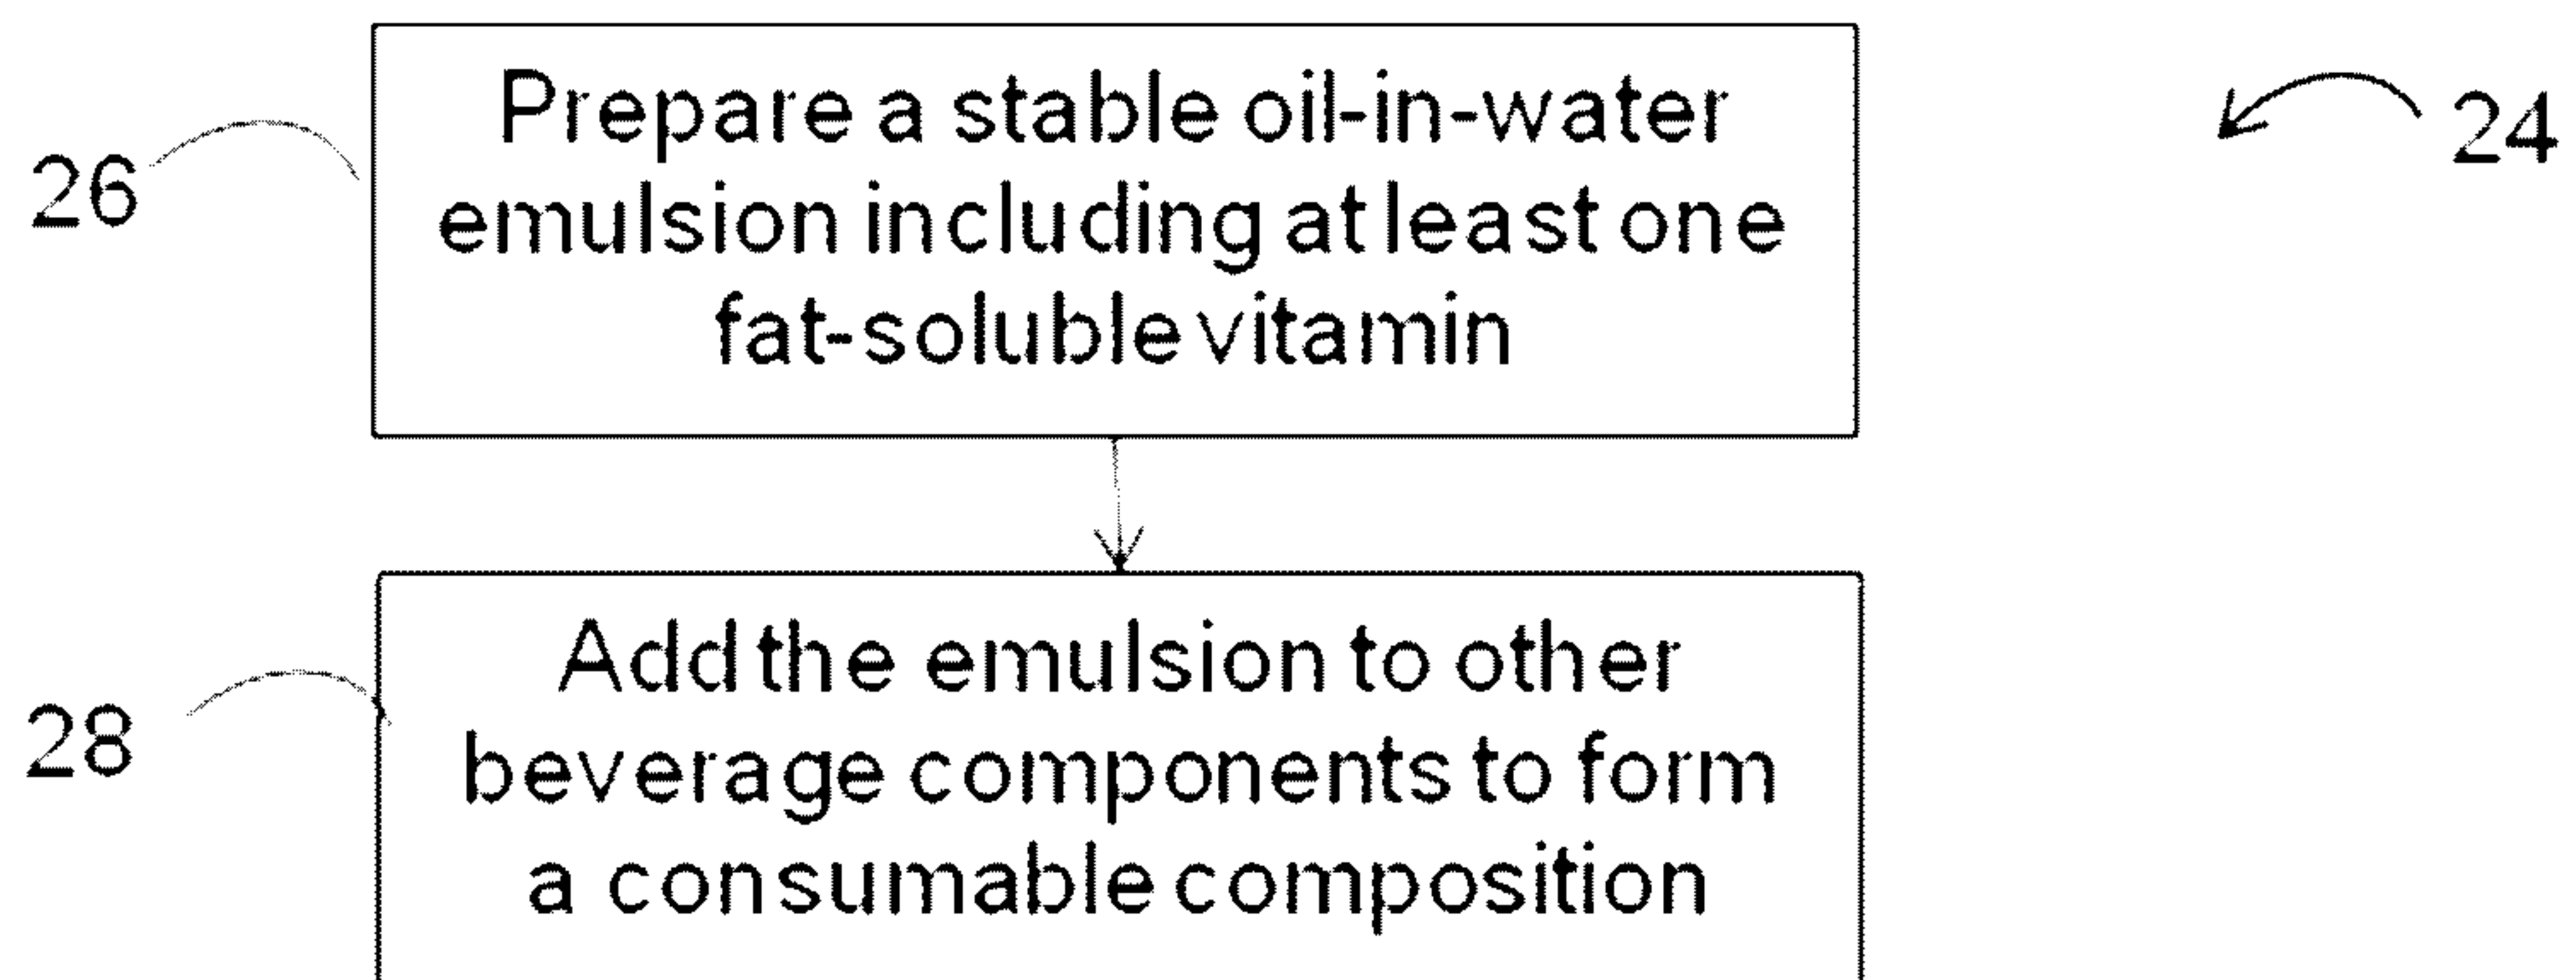 Prepare a stable oil-in-water
emulsion including at least one
fat-soluble vitamin
24
26
Add the emulsion to other
beverage components to form
a consumable composition
28